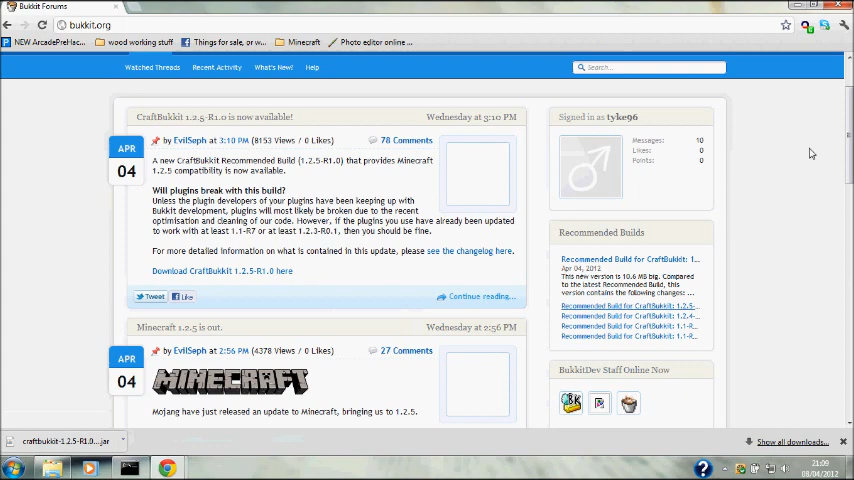 Bukkit Forums
bukkit.org
NEW ArcadePreHac...
wood working stuff
Things for sale, or w...
Minecraft
Photo editor online ...
Watched Threads
Recent Activity
What's New!
Help
Search...
CraftBukkit 1.2.5-R1.0 is now available!
Wednesday at 3:10 PM
APR
04
by EvilSeph at 3:10 PM (8153 Views / 0 Likes)
78 Comments
A new CraftBukkit Recommended Build (1.2.5-R1.0) that provides Minecraft
1.2.5 compatibility is now available.
Will plugins break with this build?
Unless the plugin developers of your plugins have been keeping up with
Bukkit development, plugins will most likely be broken due to the recent
optimisation and cleaning of our code. However, if the plugins you use have already been updated
to work with at least 1.1-R7 or at least 1.2.3-R0.1, then you should be fine.
For more detailed information on what is contained in this update, please see the changelog here.
Download CraftBukkit 1.2.5-R1.0 here
Tweet
Like
Continue reading...
Minecraft 1.2.5 is out.
Wednesday at 2:56 PM
APR
04
by EvilSeph at 2:56 PM (4378 Views / 0 Likes)
27 Comments
MINECRAFT
Mojang have just released an update to Minecraft, bringing us to 1.2.5.
Signed in as tyke96
Messages: 10
Likes: 0
Points: 0
Recommended Builds
Recommended Build for CraftBukkit: 1...
Apr 04, 2012
This new version is 10.6 MB big. Compared
to the latest Recommended Build, this
version contains the following changes: ...
Recommended Build for CraftBukkit: 1.2.5-...
Recommended Build for CraftBukkit: 1.2.4-...
Recommended Build for CraftBukkit: 1.1-R...
Recommended Build for CraftBukkit: 1.1-R...
BukkitDev Staff Online Now
craftbukkit-1.2.5-R1.0....jar
Show all downloads...
21:09
08/04/2012